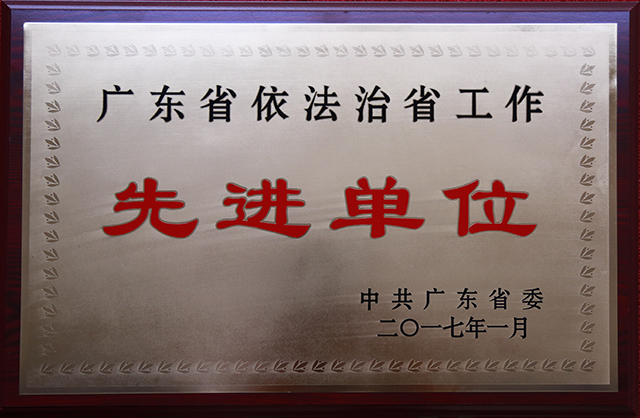 广东省依法治省工作
先进单位
中共广东省委
二〇一七年一月